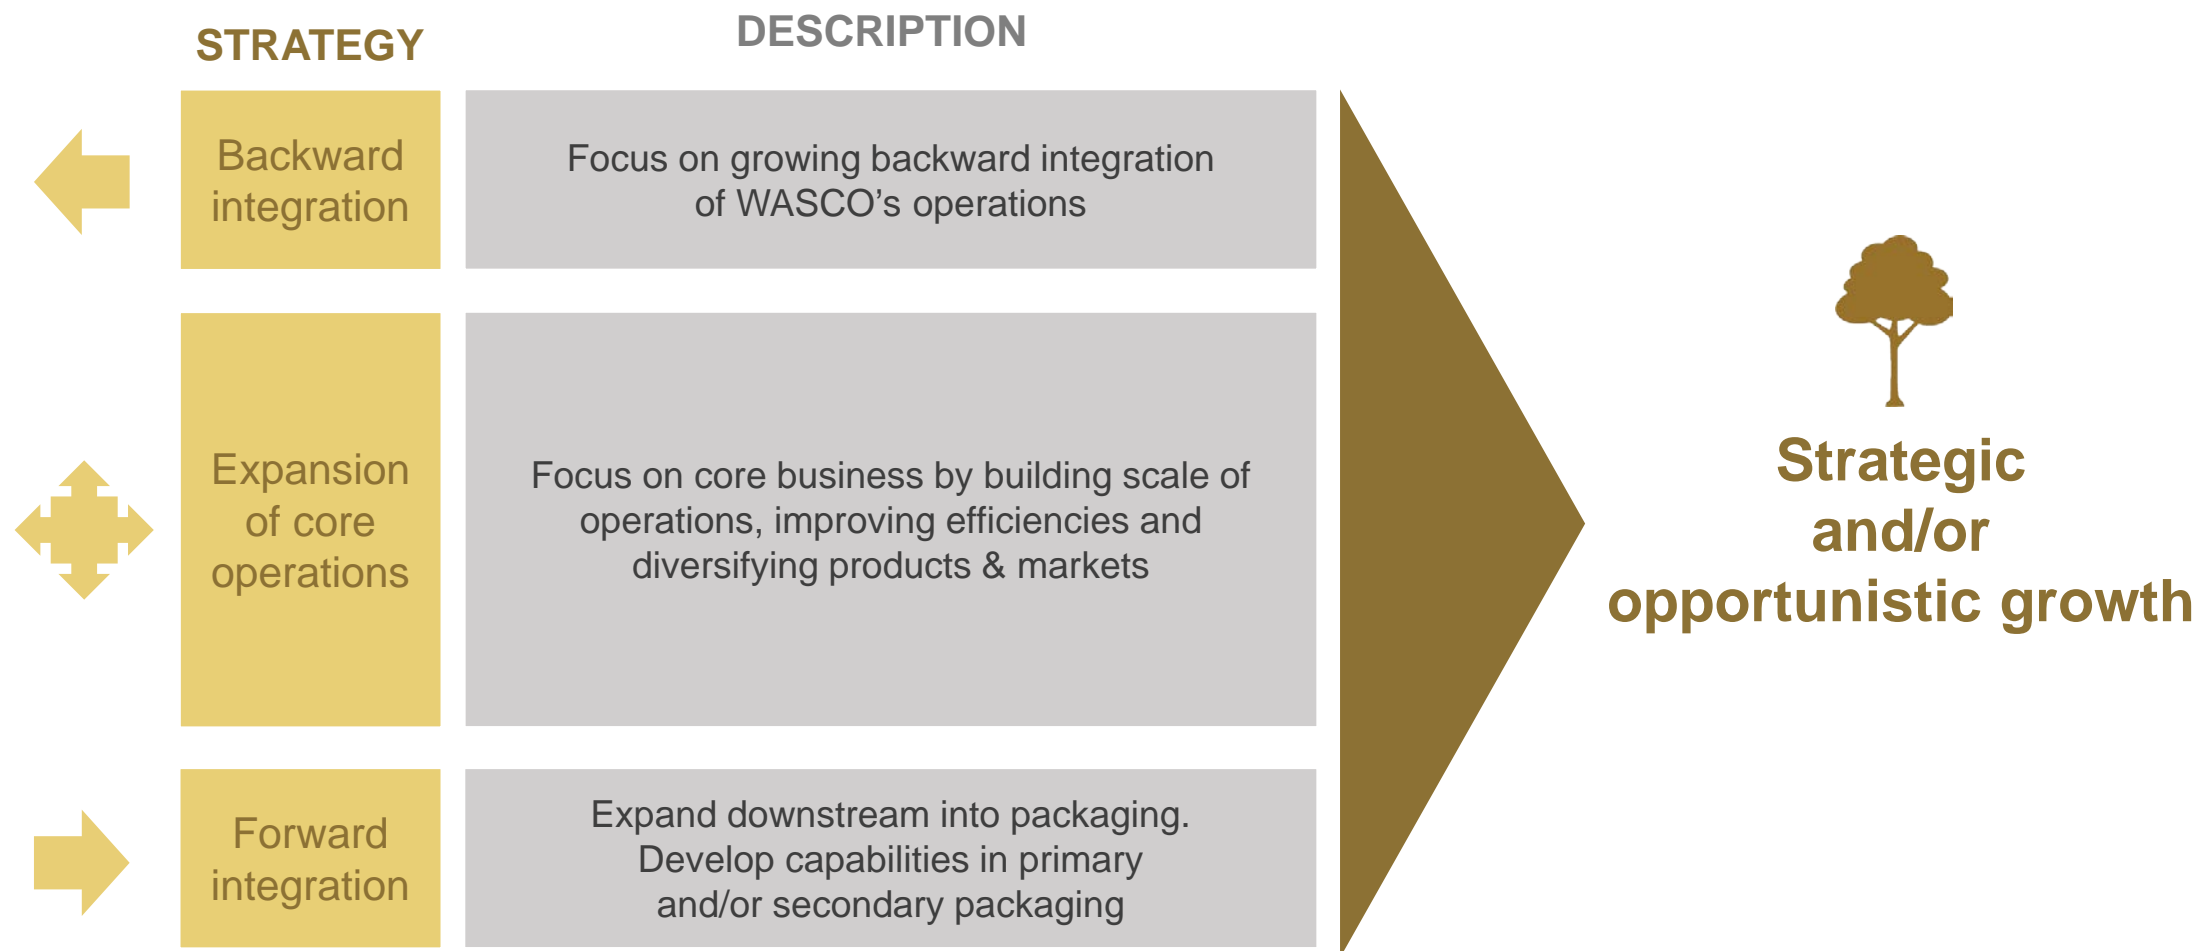 STRATEGY
DESCRIPTION
Backward
integration
Focus on growing backward integration
of WASCO’s operations
Expansion
of core
operations
Focus on core business by building scale of
operations, improving efficiencies and
diversifying products & markets
Forward
integration
Expand downstream into packaging.
Develop capabilities in primary
and/or secondary packaging
Strategic
and/or
opportunistic growth